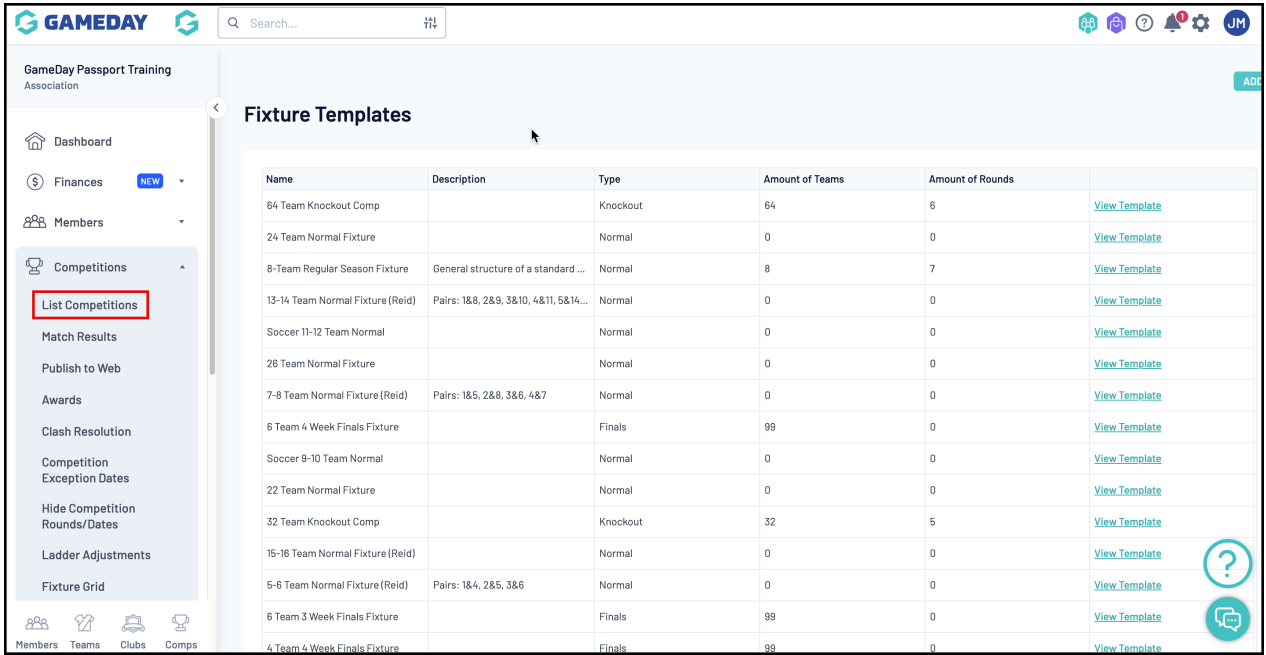 GAMEDAY
Search...
1
JM
GameDay Passport Training
Association
ADD
Fixture Templates
Dashboard
Finances NEW
Members
Competitions
List Competitions
Match Results
Publish to Web
Awards
Clash Resolution
Competition
Exception Dates
Hide Competition
Rounds/Dates
Ladder Adjustments
Fixture Grid
Members Teams Clubs Comps
Name Description Type Amount of Teams Amount of Rounds
64 Team Knockout Comp Knockout 64 6 View Template
24 Team Normal Fixture Normal 0 0 View Template
8-Team Regular Season Fixture General structure of a standard ... Normal 8 7 View Template
13-14 Team Normal Fixture (Reid) Pairs: 1&8, 2&9, 3&10, 4&11, 5&14... Normal 0 0 View Template
Soccer 11-12 Team Normal Normal 0 0 View Template
26 Team Normal Fixture Normal 0 0 View Template
7-8 Team Normal Fixture (Reid) Pairs: 1&5, 2&8, 3&6, 4&7 Normal 0 0 View Template
6 Team 4 Week Finals Fixture Finals 99 0 View Template
Soccer 9-10 Team Normal Normal 0 0 View Template
22 Team Normal Fixture Normal 0 0 View Template
32 Team Knockout Comp Knockout 32 5 View Template
15-16 Team Normal Fixture (Reid) Normal 0 0 View Template
5-6 Team Normal Fixture (Reid) Pairs: 1&4, 2&5, 3&6 Normal 0 0 View Template
6 Team 3 Week Finals Fixture Finals 99 0 View Template
4 Team 4 Week Finals Fixture Finals 99 0 View Template